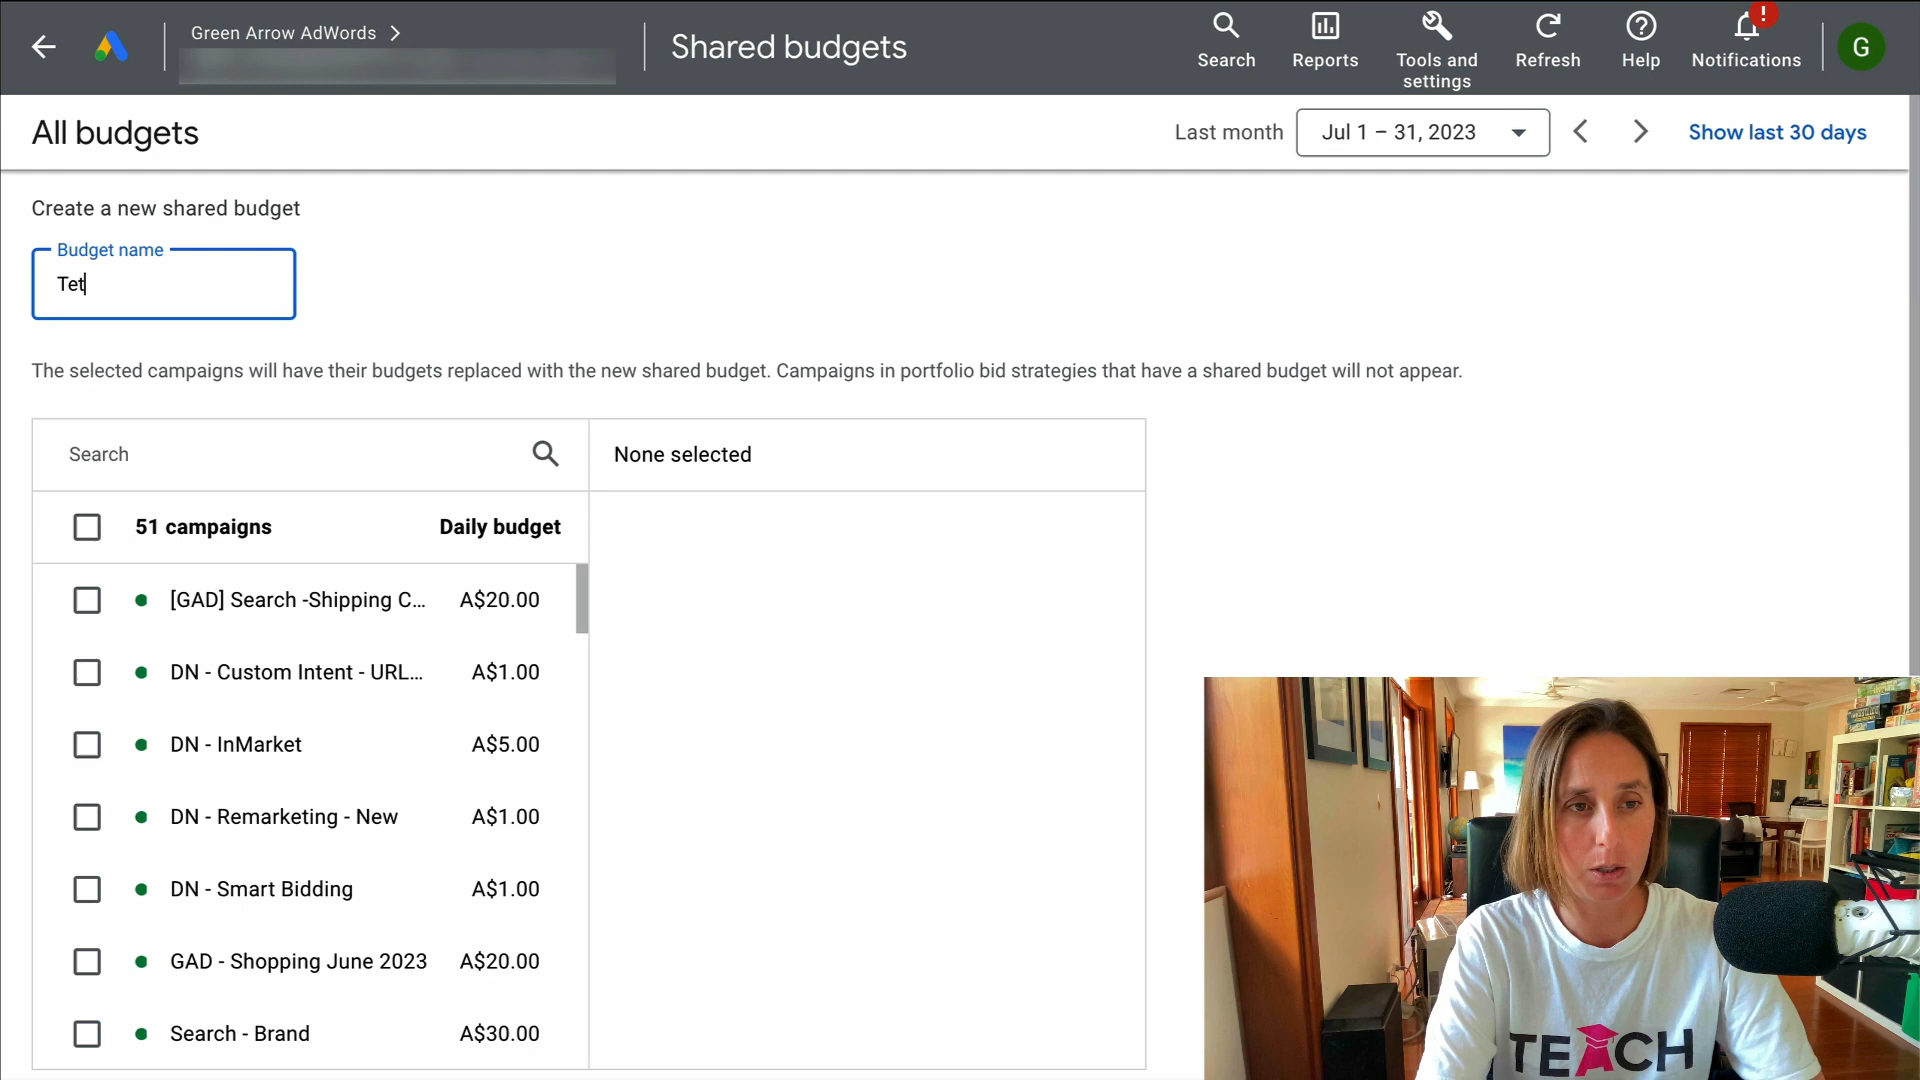 Green Arrow AdWords
Shared budgets
Search
Reports
Tools and
settings
Refresh
Help
!
Notifications
G
All budgets
Last month
Jul 1 – 31, 2023
Show last 30 days
Create a new shared budget
Budget name
Tet
The selected campaigns will have their budgets replaced with the new shared budget. Campaigns in portfolio bid strategies that have a shared budget will not appear.
Search
None selected
51 campaigns Daily budget
[GAD] Search -Shipping C... A$20.00
DN - Custom Intent - URL... A$1.00
DN - InMarket A$5.00
DN - Remarketing - New A$1.00
DN - Smart Bidding A$1.00
GAD - Shopping June 2023 A$20.00
Search - Brand A$30.00
TEACH